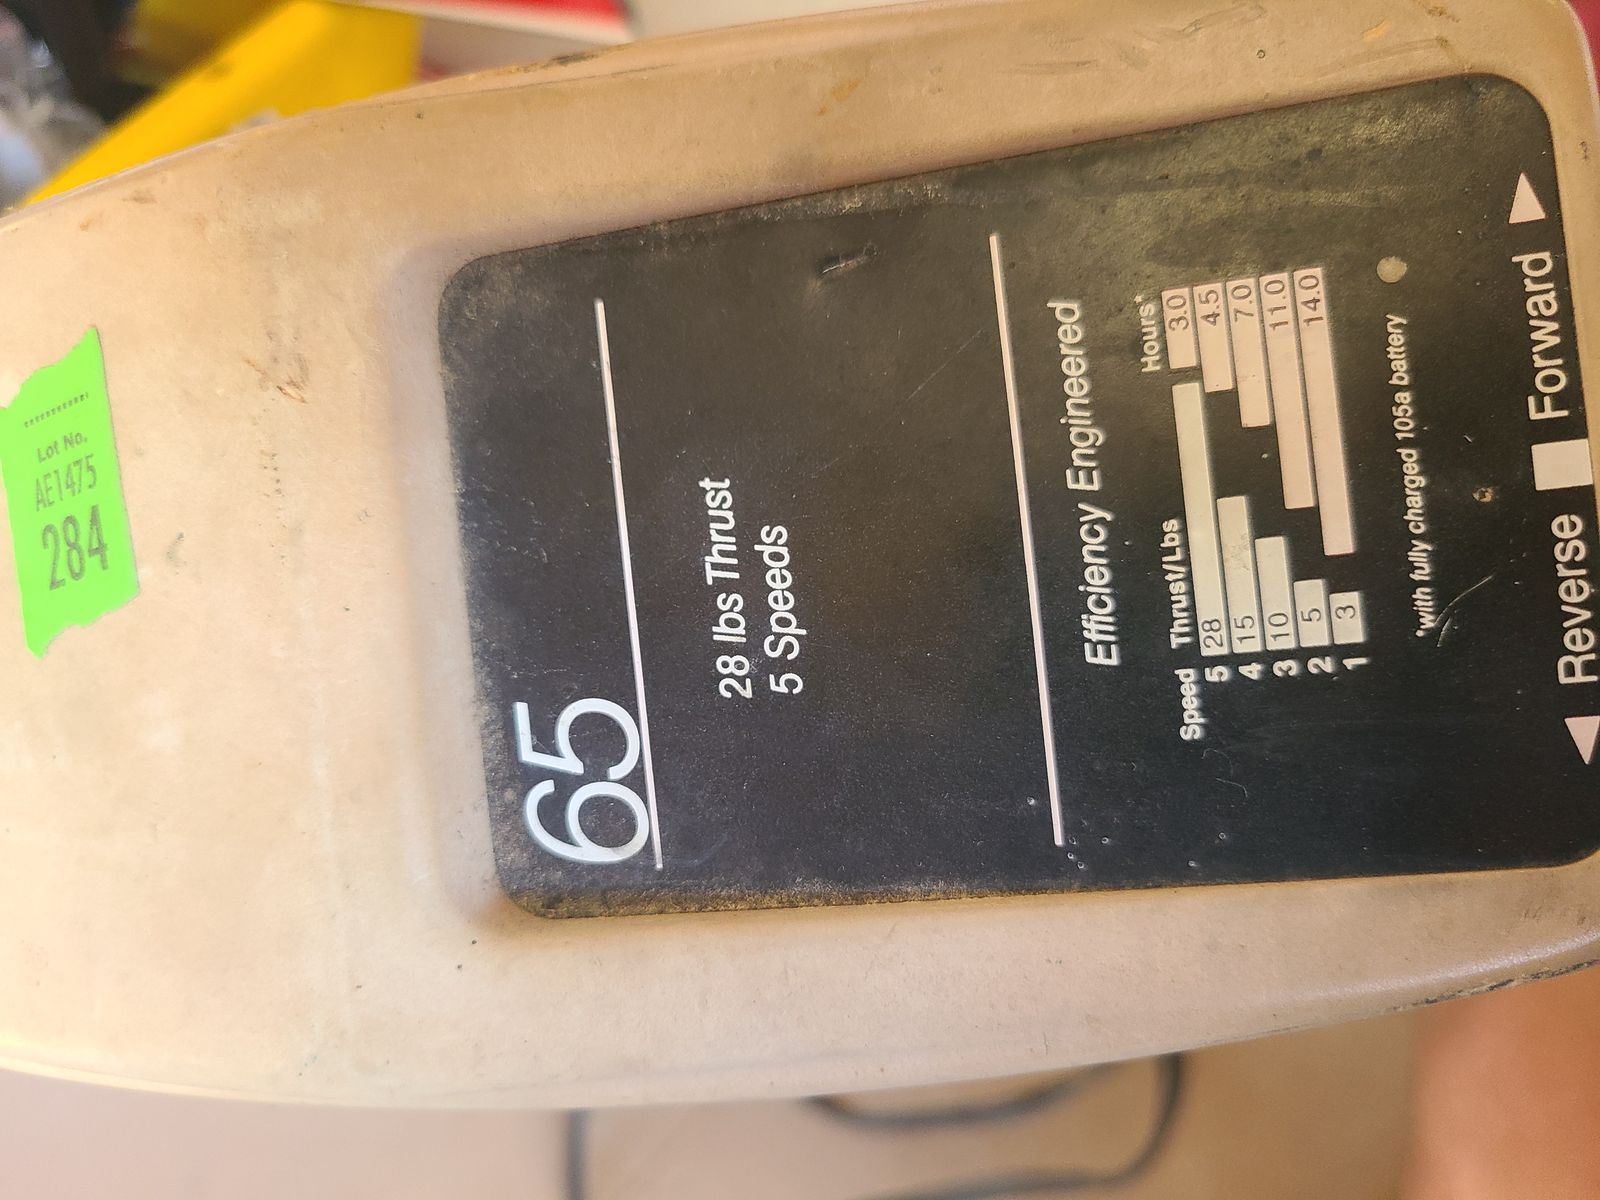 Lot No.
AE1475
284
65
28 lbs Thrust
5 Speeds
Efficiency Engineered
Speed Thrust/Lbs Hours*
5 28 3.0
4 15 4.5
3 10 7.0
2 5 11.0
1 3 14.0
*with fully charged 105a battery
Reverse Forward